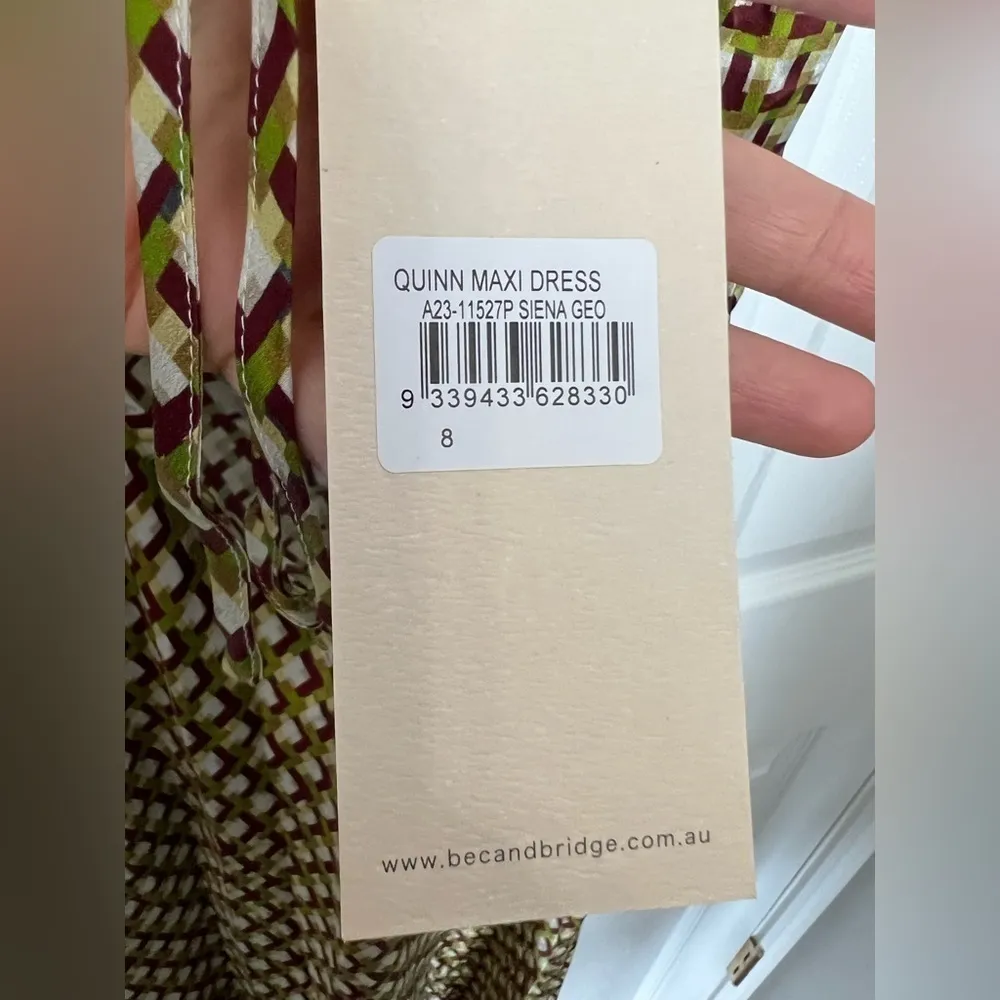 QUINN MAXI DRESS
A23-11527P SIENA GEO
9 339433 628330
8
www.becandbridge.com.au